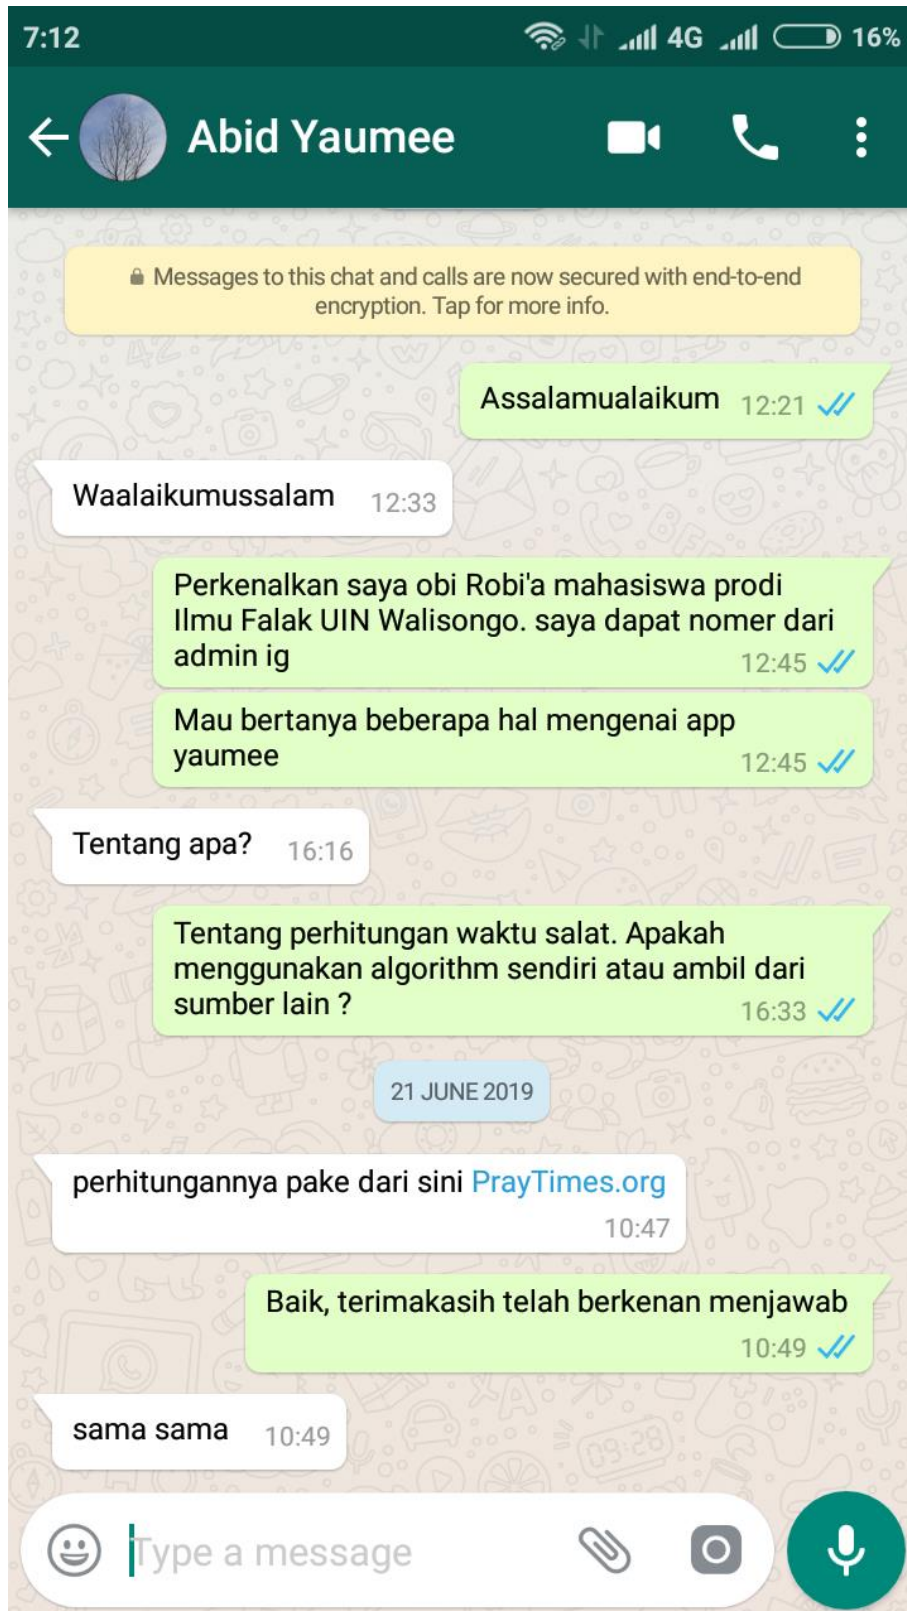 7:12 4G 16%
Abid Yaumee
Messages to this chat and calls are now secured with end-to-end
encryption. Tap for more info.
Assalamualaikum 12:21
Waalaikumussalam 12:33
Perkenalkan saya obi Robi'a mahasiswa prodi
Ilmu Falak UIN Walisongo. saya dapat nomer dari
admin ig 12:45
Mau bertanya beberapa hal mengenai app
yaumee 12:45
Tentang apa? 16:16
Tentang perhitungan waktu salat. Apakah
menggunakan algorithm sendiri atau ambil dari
sumber lain ? 16:33
21 JUNE 2019
perhitungannya pake dari sini PrayTimes.org
10:47
Baik, terimakasih telah berkenan menjawab
10:49
sama sama 10:49
Type a message